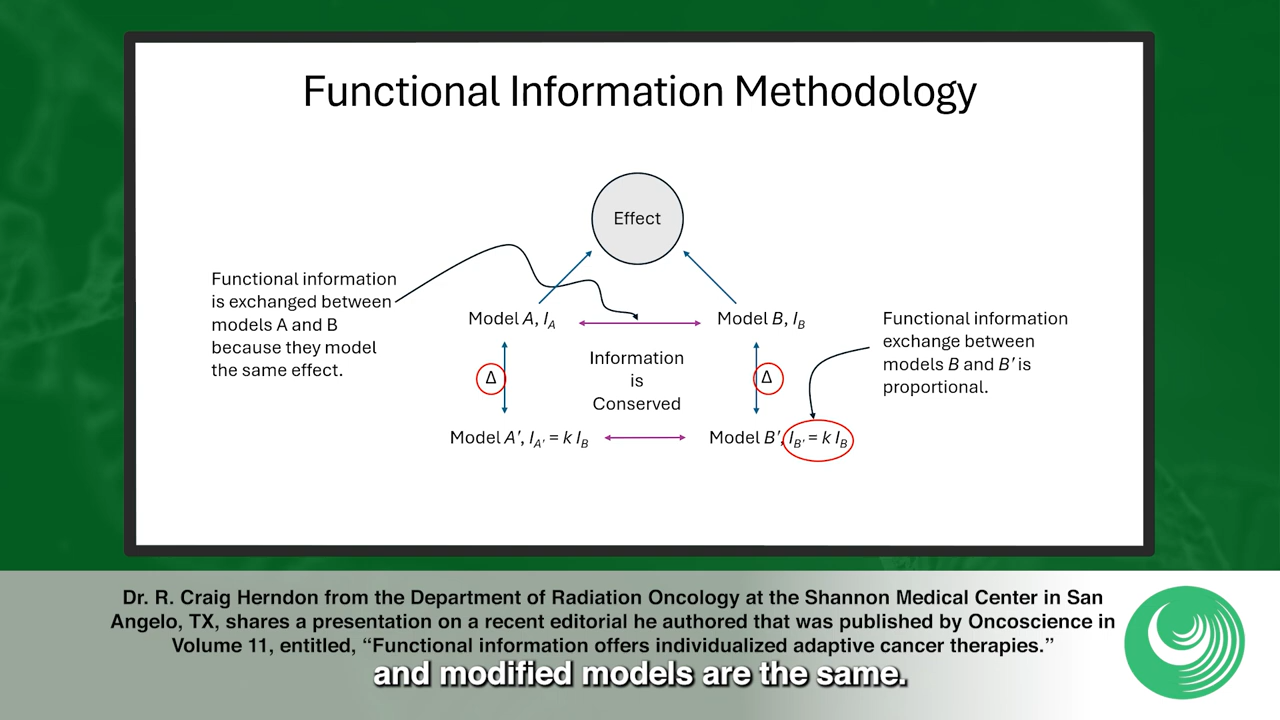 Functional Information Methodology
Effect
Functional information
is exchanged between
models A and B
because they model
the same effect.
Model A, I_A
Model B, I_B
Functional information
exchange between
models B and B′ is
proportional.
Information
is
Conserved
Δ
Δ
Model A′, I_A′ = k I_B
Model B′, I_B′ = k I_B
Dr. R. Craig Herndon from the Department of Radiation Oncology at the Shannon Medical Center in San
Angelo, TX, shares a presentation on a recent editorial he authored that was published by Oncoscience in
Volume 11, entitled, “Functional information offers individualized adaptive cancer therapies.”
and modified models are the same.